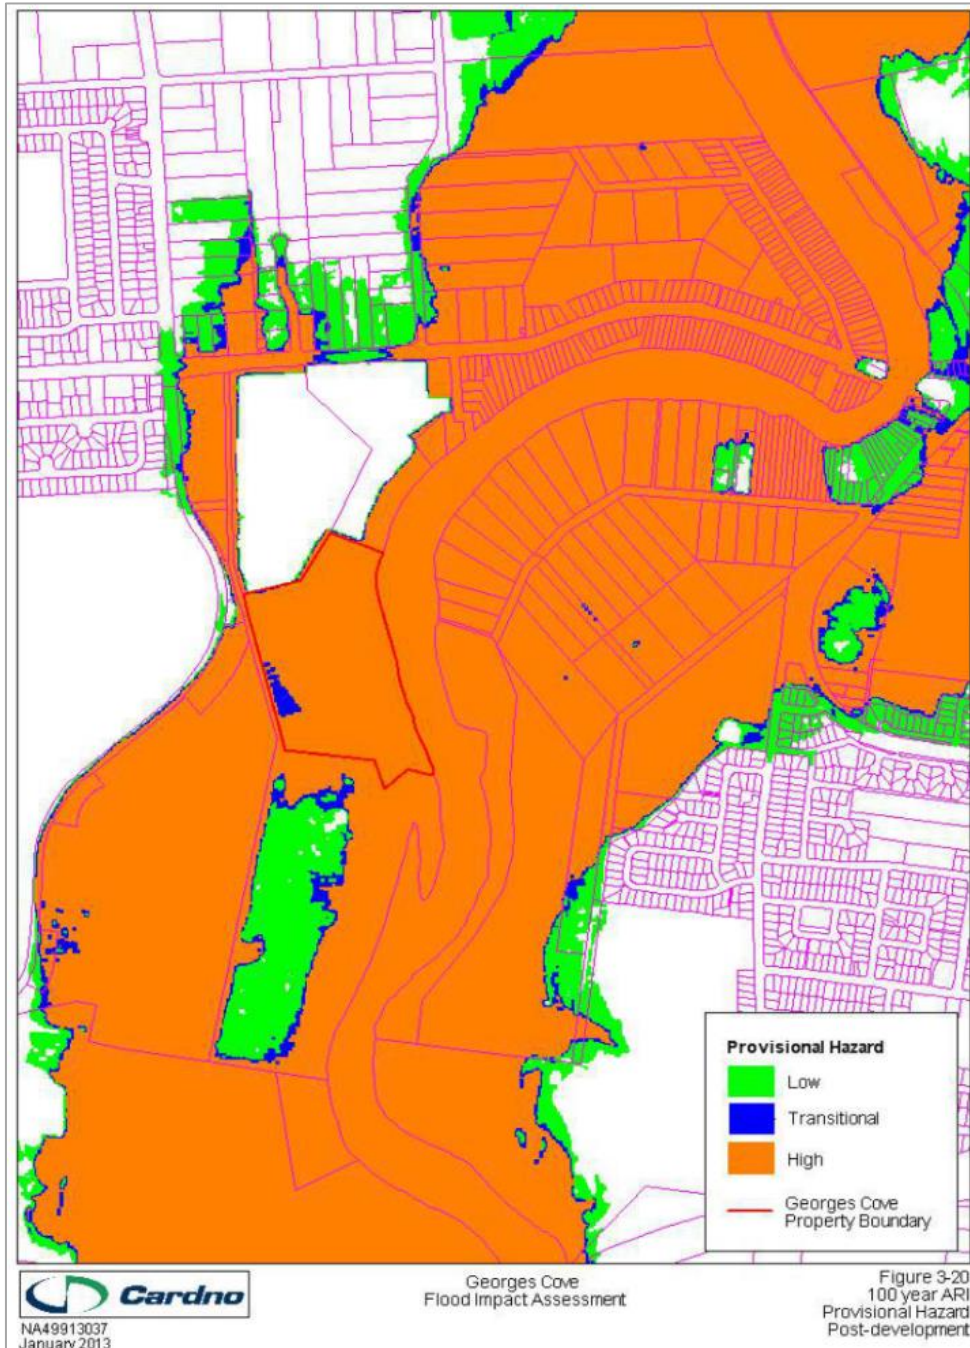 Provisional Hazard
Low
Transitional
High
Georges Cove
Property Boundary
Cardno
NA49913037
January 2013
Georges Cove
Flood Impact Assessment
Figure 3-20
100 year ARI
Provisional Hazard
Post-development